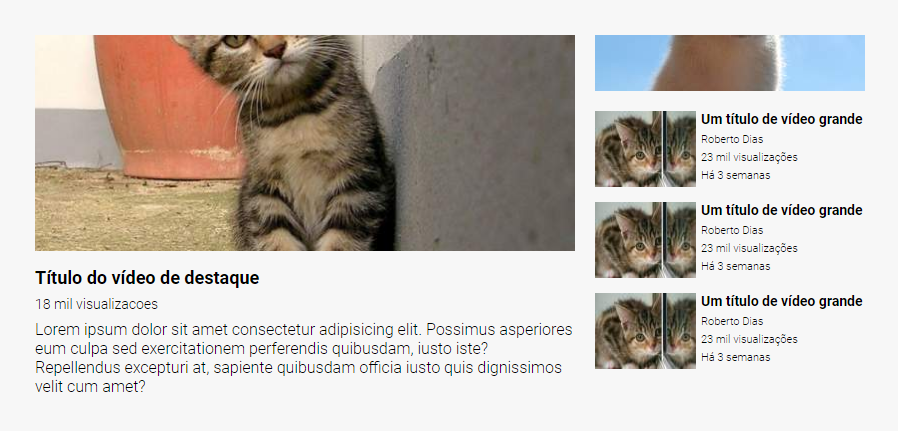 Título do vídeo de destaque
18 mil visualizacoes
Lorem ipsum dolor sit amet consectetur adipisicing elit. Possimus asperiores
eum culpa sed exercitationem perferendis quibusdam, iusto iste?
Repellendus excepturi at, sapiente quibusdam officia iusto quis dignissimos
velit cum amet?
Um título de vídeo grande
Roberto Dias
23 mil visualizações
Há 3 semanas
Um título de vídeo grande
Roberto Dias
23 mil visualizações
Há 3 semanas
Um título de vídeo grande
Roberto Dias
23 mil visualizações
Há 3 semanas